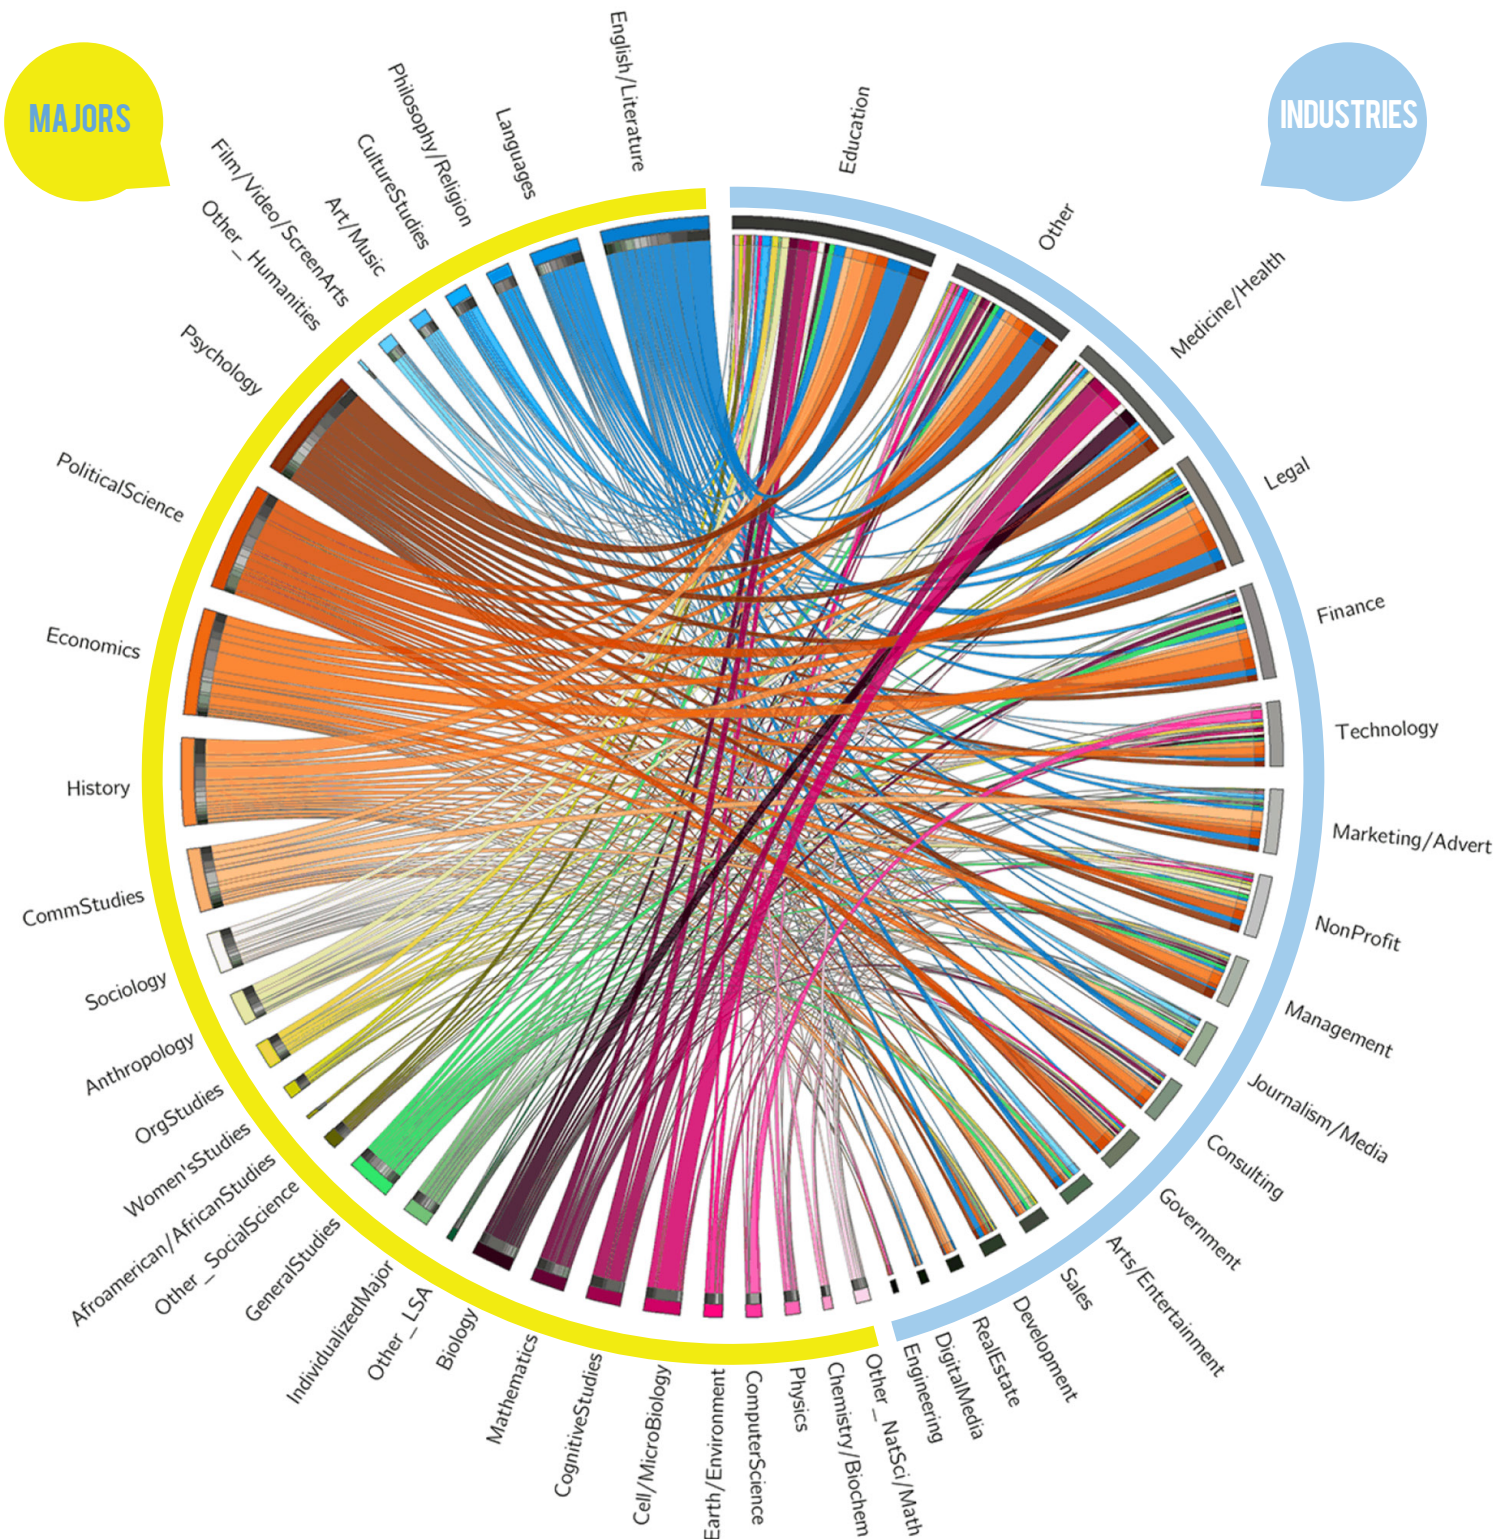 MAJORS
INDUSTRIES
English/Literature
Languages
Philosophy/Religion
CultureStudies
Art/Music
Film/Video/ScreenArts
Other_Humanities
Psychology
PoliticalScience
Economics
History
CommStudies
Sociology
Anthropology
OrgStudies
Women'sStudies
Afroamerican/AfricanStudies
Other_SocialScience
GeneralStudies
IndividualizedMajor
Other_LSA
Biology
Mathematics
CognitiveStudies
Cell/MicroBiology
Earth/Environment
ComputerScience
Physics
Chemistry/Biochem
Other_NatSci/Math
Education
Other
Medicine/Health
Legal
Finance
Technology
Marketing/Advert
NonProfit
Management
Journalism/Media
Consulting
Government
Arts/Entertainment
Sales
Development
RealEstate
DigitalMedia
Engineering